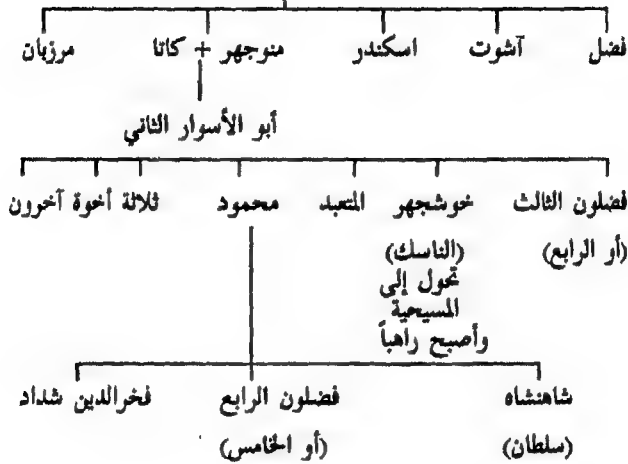 فضل آشوت اسكندر منوجهر + كاتا مرزبان
أبو الأسوار الثاني
فضلون الثالث خوشجهر المتعبد محمود ثلاثة أخوة آخرون
(أو الرابع) (الناسك)
تحول إلى
المسيحية
وأصبح راهباً
شاهنشاه فضلون الرابع فخرالدين شداد
(سلطان) (أو الخامس)